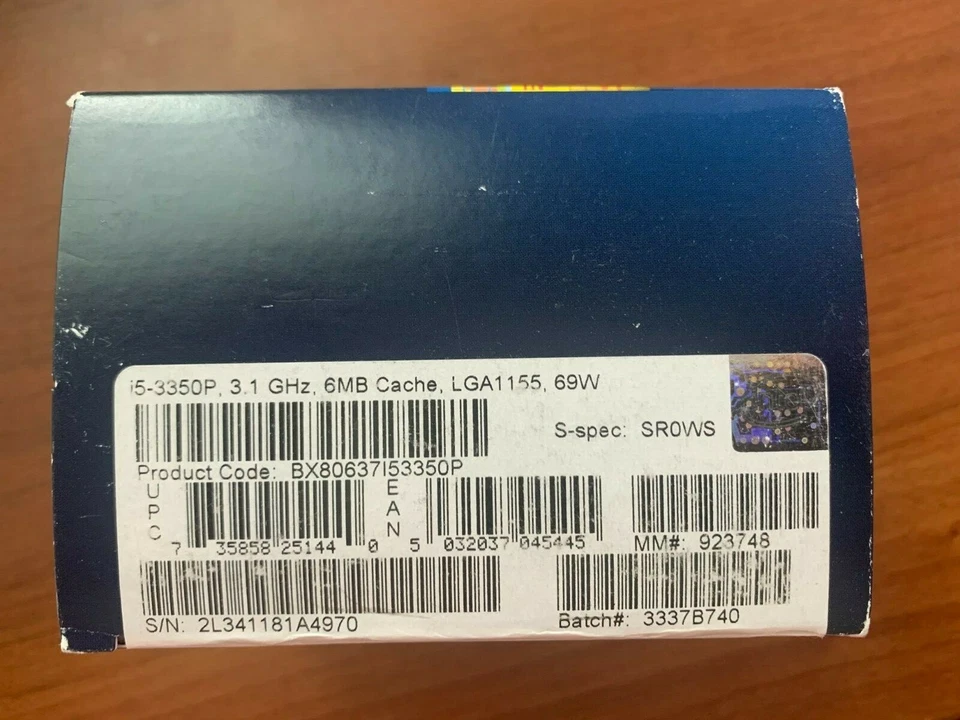 i5-3350P, 3.1 GHz, 6MB Cache, LGA1155, 69W
S-spec: SR0WS
Product Code: BX80637I53350P
UPC 7 35858 25144 0
EAN 5 032037 045445
MM#: 923748
S/N: 2L341181A4970
Batch#: 3337B740